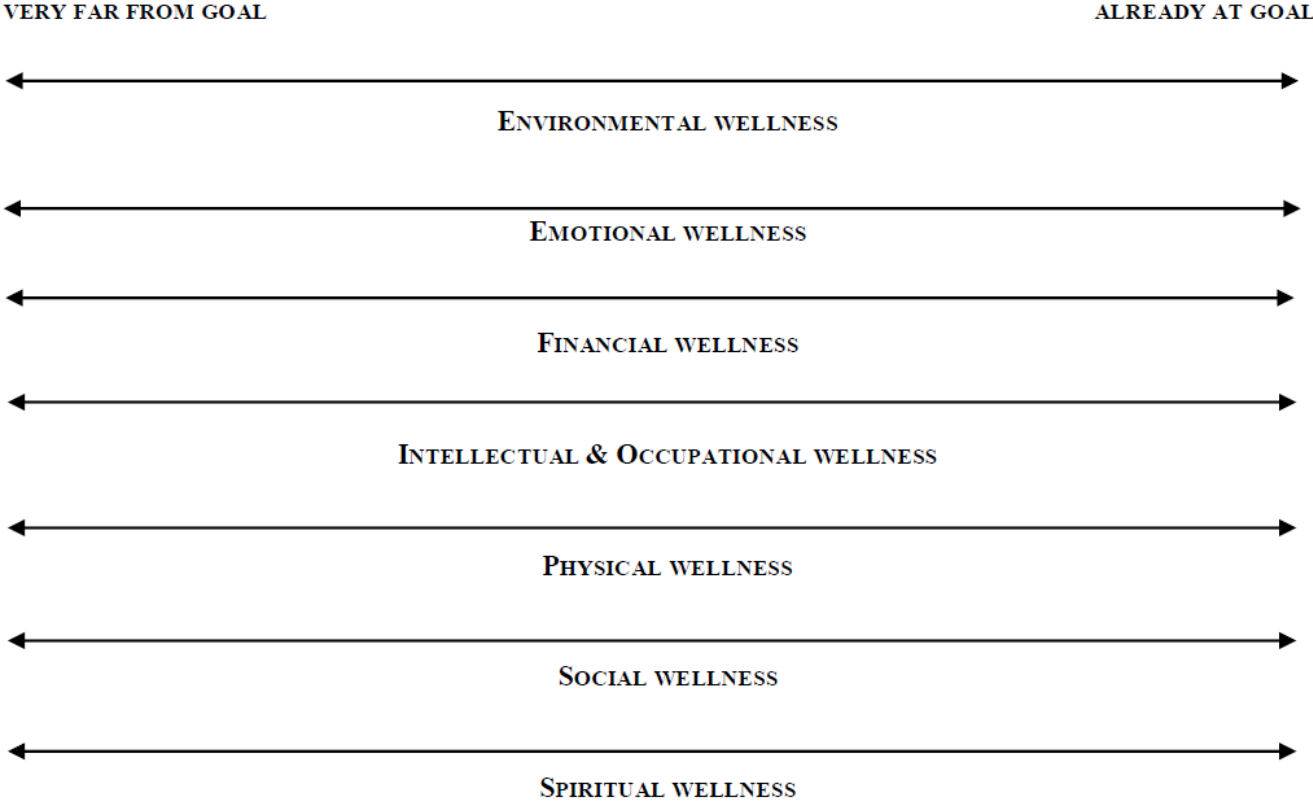 VERY FAR FROM GOAL ALREADY AT GOAL
ENVIRONMENTAL WELLNESS
EMOTIONAL WELLNESS
FINANCIAL WELLNESS
INTELLECTUAL & OCCUPATIONAL WELLNESS
PHYSICAL WELLNESS
SOCIAL WELLNESS
SPIRITUAL WELLNESS